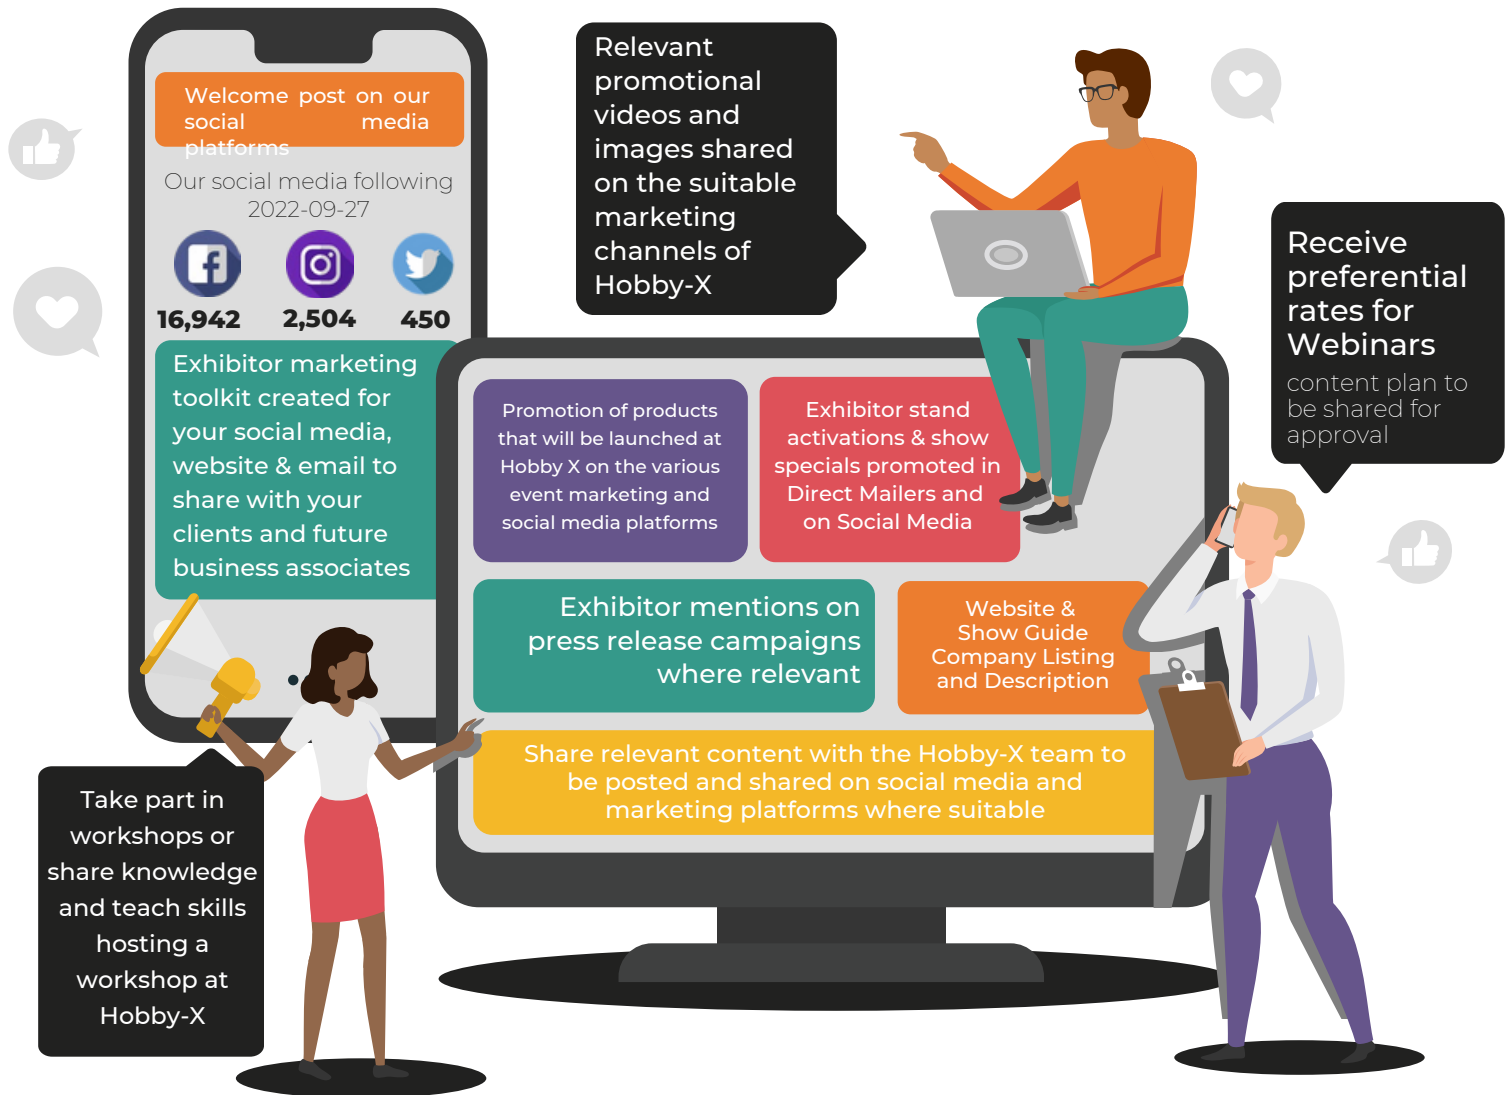 Welcome post on our
social media
platforms
Our social media following
2022-09-27
16,942 2,504 450
Exhibitor marketing
toolkit created for
your social media,
website & email to
share with your
clients and future
business associates
Relevant
promotional
videos and
images shared
on the suitable
marketing
channels of
Hobby-X
Receive
preferential
rates for
Webinars
content plan to
be shared for
approval
Promotion of products
that will be launched at
Hobby X on the various
event marketing and
social media platforms
Exhibitor stand
activations & show
specials promoted in
Direct Mailers and
on Social Media
Exhibitor mentions on
press release campaigns
where relevant
Website &
Show Guide
Company Listing
and Description
Share relevant content with the Hobby-X team to
be posted and shared on social media and
marketing platforms where suitable
Take part in
workshops or
share knowledge
and teach skills
hosting a
workshop at
Hobby-X